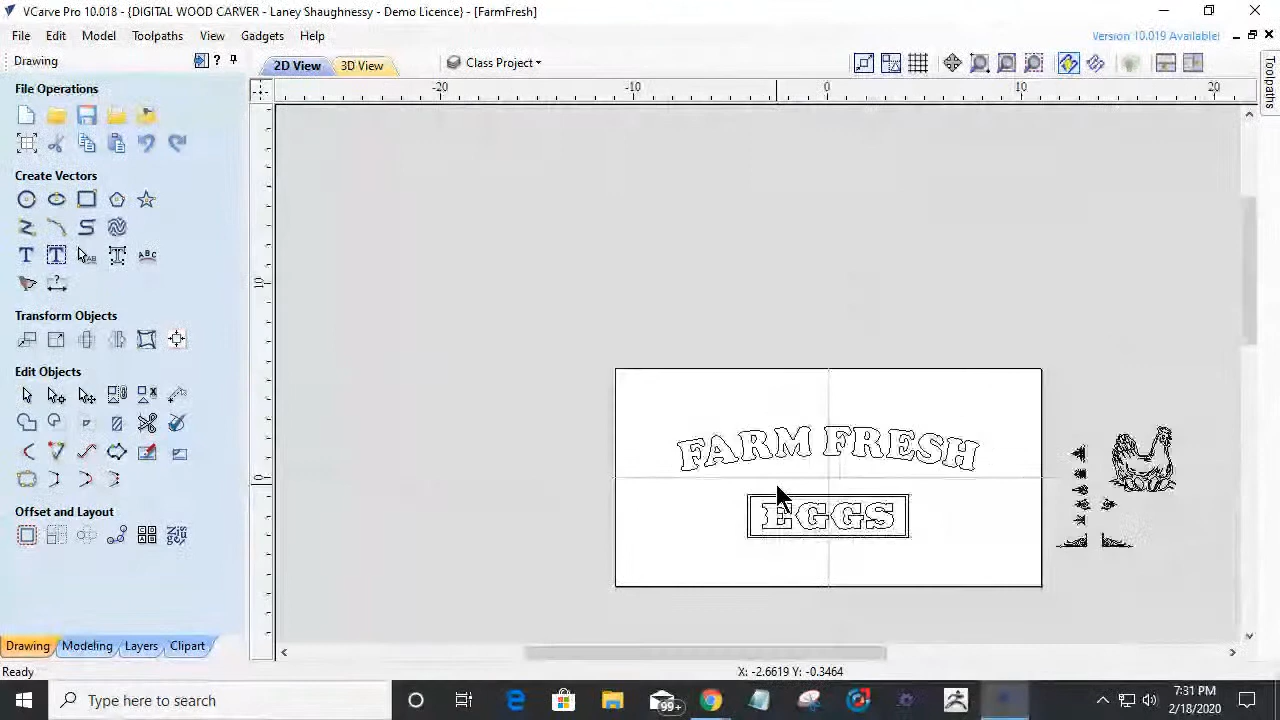 VCarve Pro 10.018 - {DIGITAL WOOD CARVER - Laney Shaughnessy - Demo Licence} - [FarmFresh]
File Edit Model Toolpaths View Gadgets Help
Version 10.019 Available!
Drawing
2D View
3D View
Class Project
Toolpaths
File Operations
-20
-10
0
10
20
Create Vectors
10
Transform Objects
Edit Objects
0
FARM FRESH
EGGS
Offset and Layout
Drawing
Modeling
Layers
Clipart
Ready
X: -2.6619 Y: -0.3464
Type here to search
99+
7:31 PM
2/18/2020